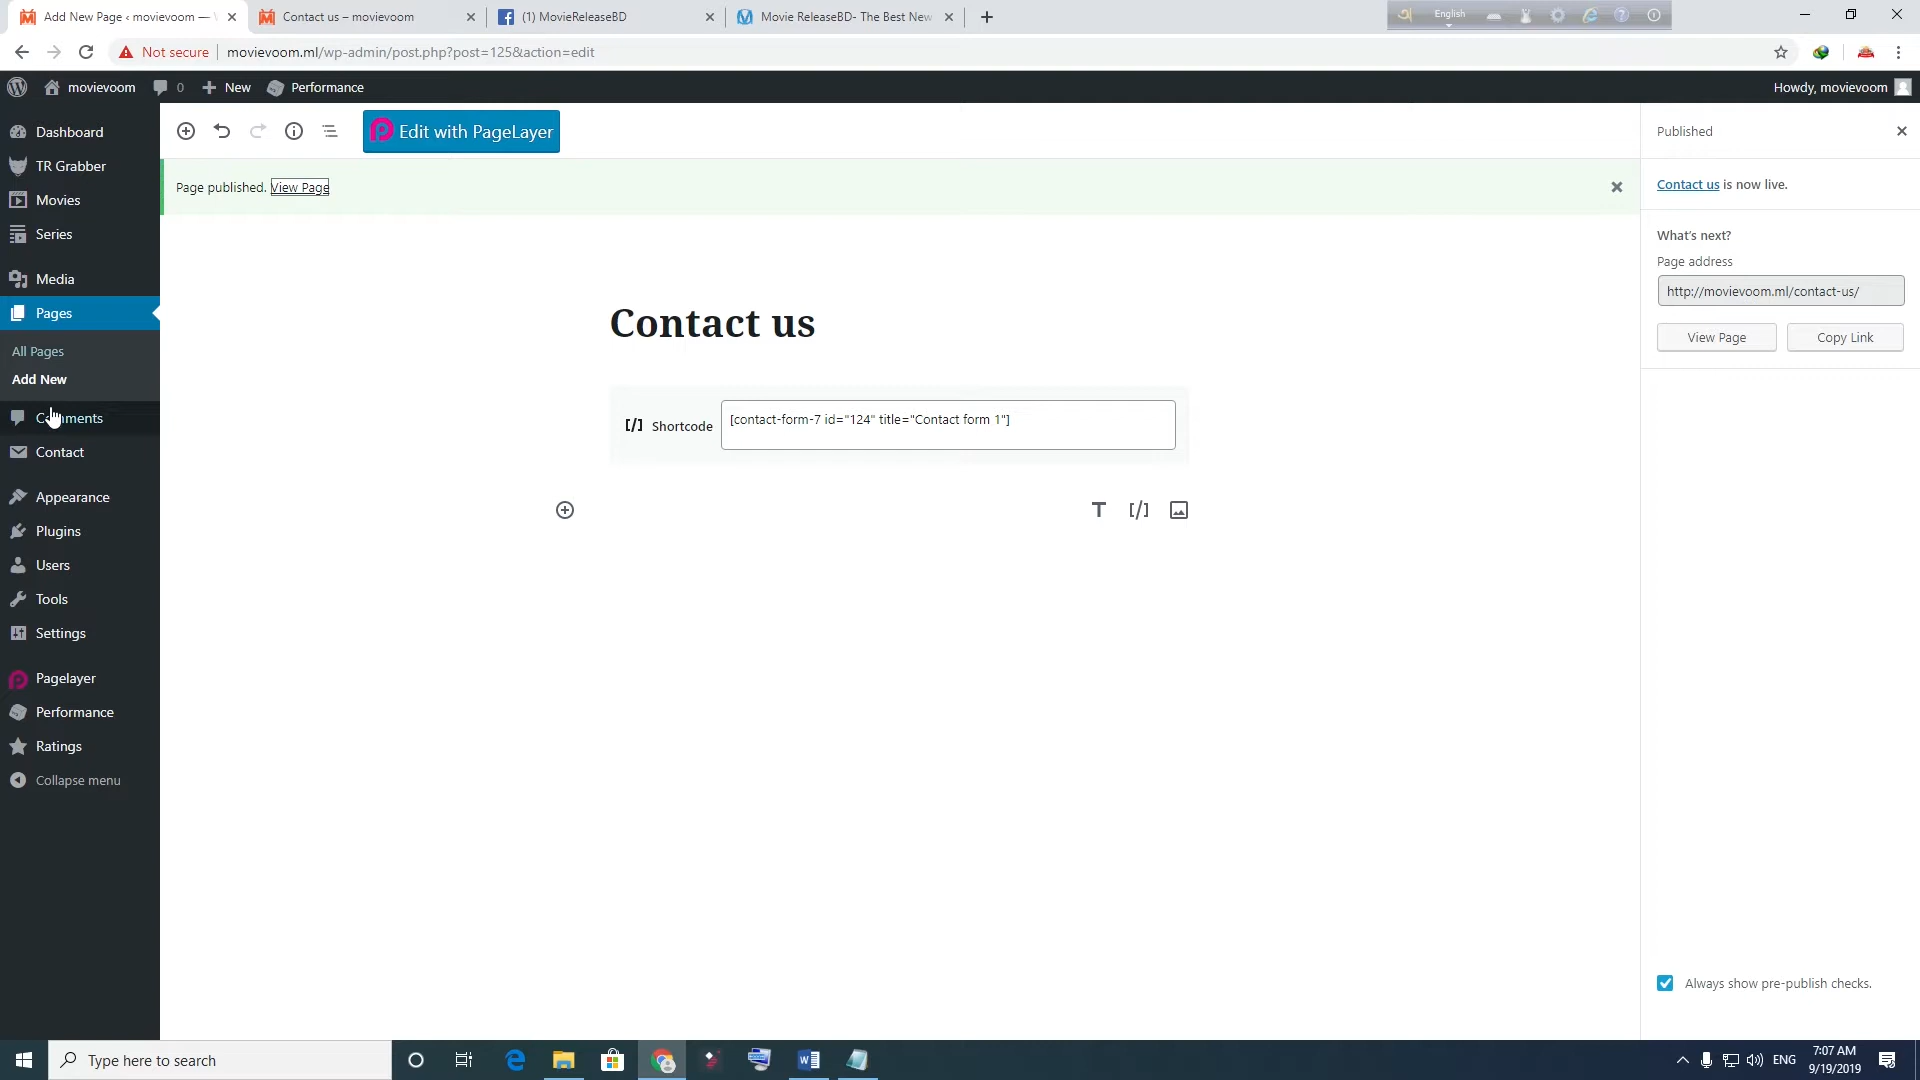 Add New Page ‹ movievoom —
Contact us – movievoom
(1) MovieReleaseBD
Movie ReleaseBD- The Best New
English
Not secure
movievoom.ml/wp-admin/post.php?post=125&action=edit
movievoom
0
New
Performance
Howdy, movievoom
Dashboard
TR Grabber
Movies
Series
Media
Pages
All Pages
Add New
Comments
Contact
Appearance
Plugins
Users
Tools
Settings
Pagelayer
Performance
Ratings
Collapse menu
Edit with PageLayer
Page published. View Page
Contact us
[/] Shortcode
[contact-form-7 id="124" title="Contact form 1"]
[/]
Published
Contact us is now live.
What's next?
Page address
http://movievoom.ml/contact-us/
View Page
Copy Link
Always show pre-publish checks.
Type here to search
ENG
7:07 AM
9/19/2019